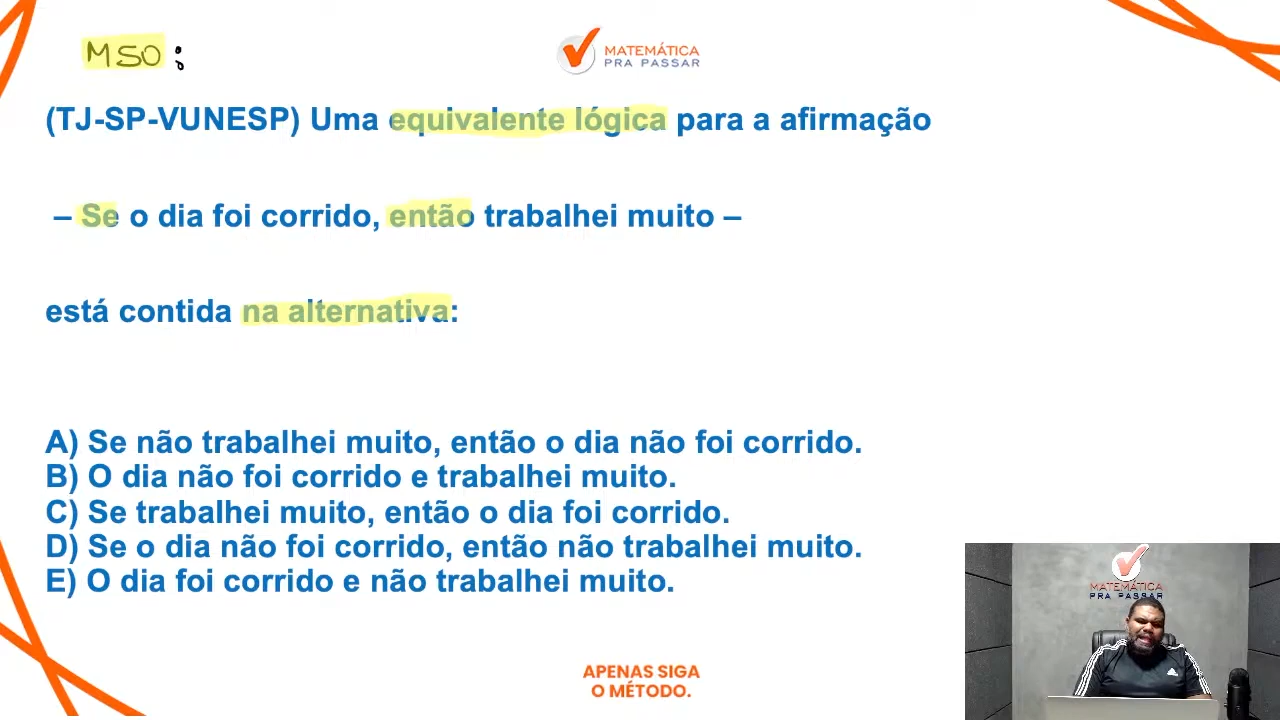 MSO :
MATEMÁTICA
PRA PASSAR
(TJ-SP-VUNESP) Uma equivalente lógica para a afirmação
– Se o dia foi corrido, então trabalhei muito –
está contida na alternativa:
A) Se não trabalhei muito, então o dia não foi corrido.
B) O dia não foi corrido e trabalhei muito.
C) Se trabalhei muito, então o dia foi corrido.
D) Se o dia não foi corrido, então não trabalhei muito.
E) O dia foi corrido e não trabalhei muito.
MATEMÁTICA
PRA PASSAR
APENAS SIGA
O MÉTODO.